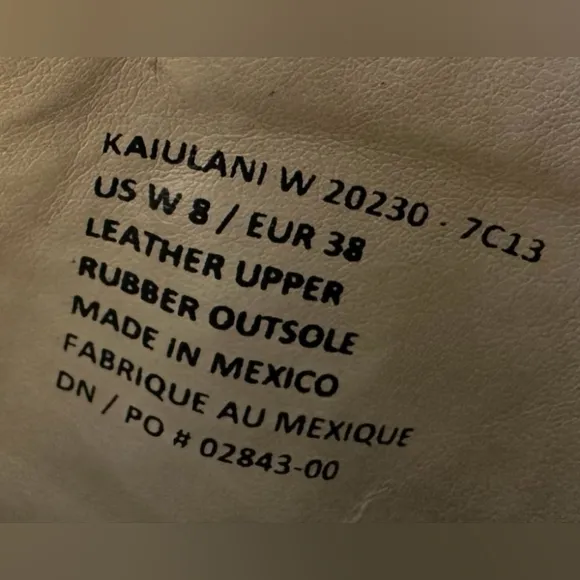 KAIULANI W 20230 - 7C13
US W 8 / EUR 38
LEATHER UPPER
RUBBER OUTSOLE
MADE IN MEXICO
FABRIQUE AU MEXIQUE
DN / PO # 02843-00